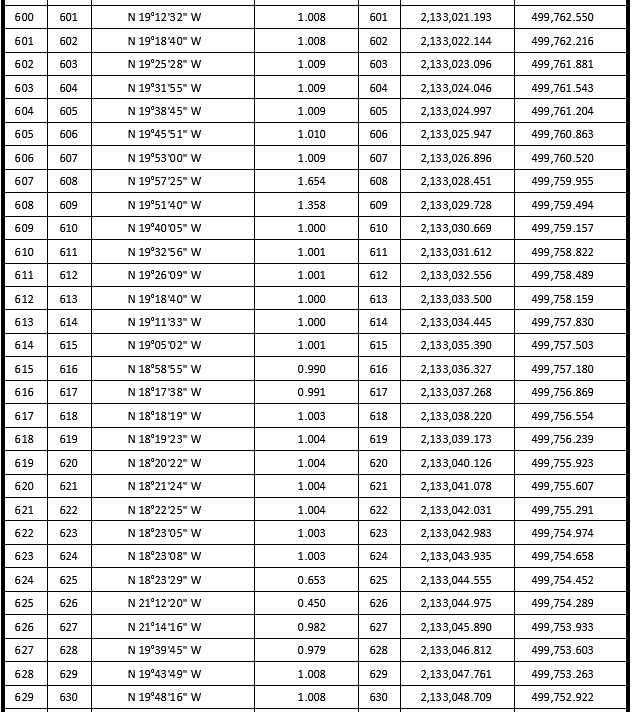 600 601 N 19°12'32" W 1.008 601 2,133,021.193 499,762.550
601 602 N 19°18'40" W 1.008 602 2,133,022.144 499,762.216
602 603 N 19°25'28" W 1.009 603 2,133,023.096 499,761.881
603 604 N 19°31'55" W 1.009 604 2,133,024.046 499,761.543
604 605 N 19°38'45" W 1.009 605 2,133,024.997 499,761.204
605 606 N 19°45'51" W 1.010 606 2,133,025.947 499,760.863
606 607 N 19°53'00" W 1.009 607 2,133,026.896 499,760.520
607 608 N 19°57'25" W 1.654 608 2,133,028.451 499,759.955
608 609 N 19°51'40" W 1.358 609 2,133,029.728 499,759.494
609 610 N 19°40'05" W 1.000 610 2,133,030.669 499,759.157
610 611 N 19°32'56" W 1.001 611 2,133,031.612 499,758.822
611 612 N 19°26'09" W 1.001 612 2,133,032.556 499,758.489
612 613 N 19°18'40" W 1.000 613 2,133,033.500 499,758.159
613 614 N 19°11'33" W 1.000 614 2,133,034.445 499,757.830
614 615 N 19°05'02" W 1.001 615 2,133,035.390 499,757.503
615 616 N 18°58'55" W 0.990 616 2,133,036.327 499,757.180
616 617 N 18°17'38" W 0.991 617 2,133,037.268 499,756.869
617 618 N 18°18'19" W 1.003 618 2,133,038.220 499,756.554
618 619 N 18°19'23" W 1.004 619 2,133,039.173 499,756.239
619 620 N 18°20'22" W 1.004 620 2,133,040.126 499,755.923
620 621 N 18°21'24" W 1.004 621 2,133,041.078 499,755.607
621 622 N 18°22'25" W 1.004 622 2,133,042.031 499,755.291
622 623 N 18°23'05" W 1.003 623 2,133,042.983 499,754.974
623 624 N 18°23'08" W 1.003 624 2,133,043.935 499,754.658
624 625 N 18°23'29" W 0.653 625 2,133,044.555 499,754.452
625 626 N 21°12'20" W 0.450 626 2,133,044.975 499,754.289
626 627 N 21°14'16" W 0.982 627 2,133,045.890 499,753.933
627 628 N 19°39'45" W 0.979 628 2,133,046.812 499,753.603
628 629 N 19°43'49" W 1.008 629 2,133,047.761 499,753.263
629 630 N 19°48'16" W 1.008 630 2,133,048.709 499,752.922